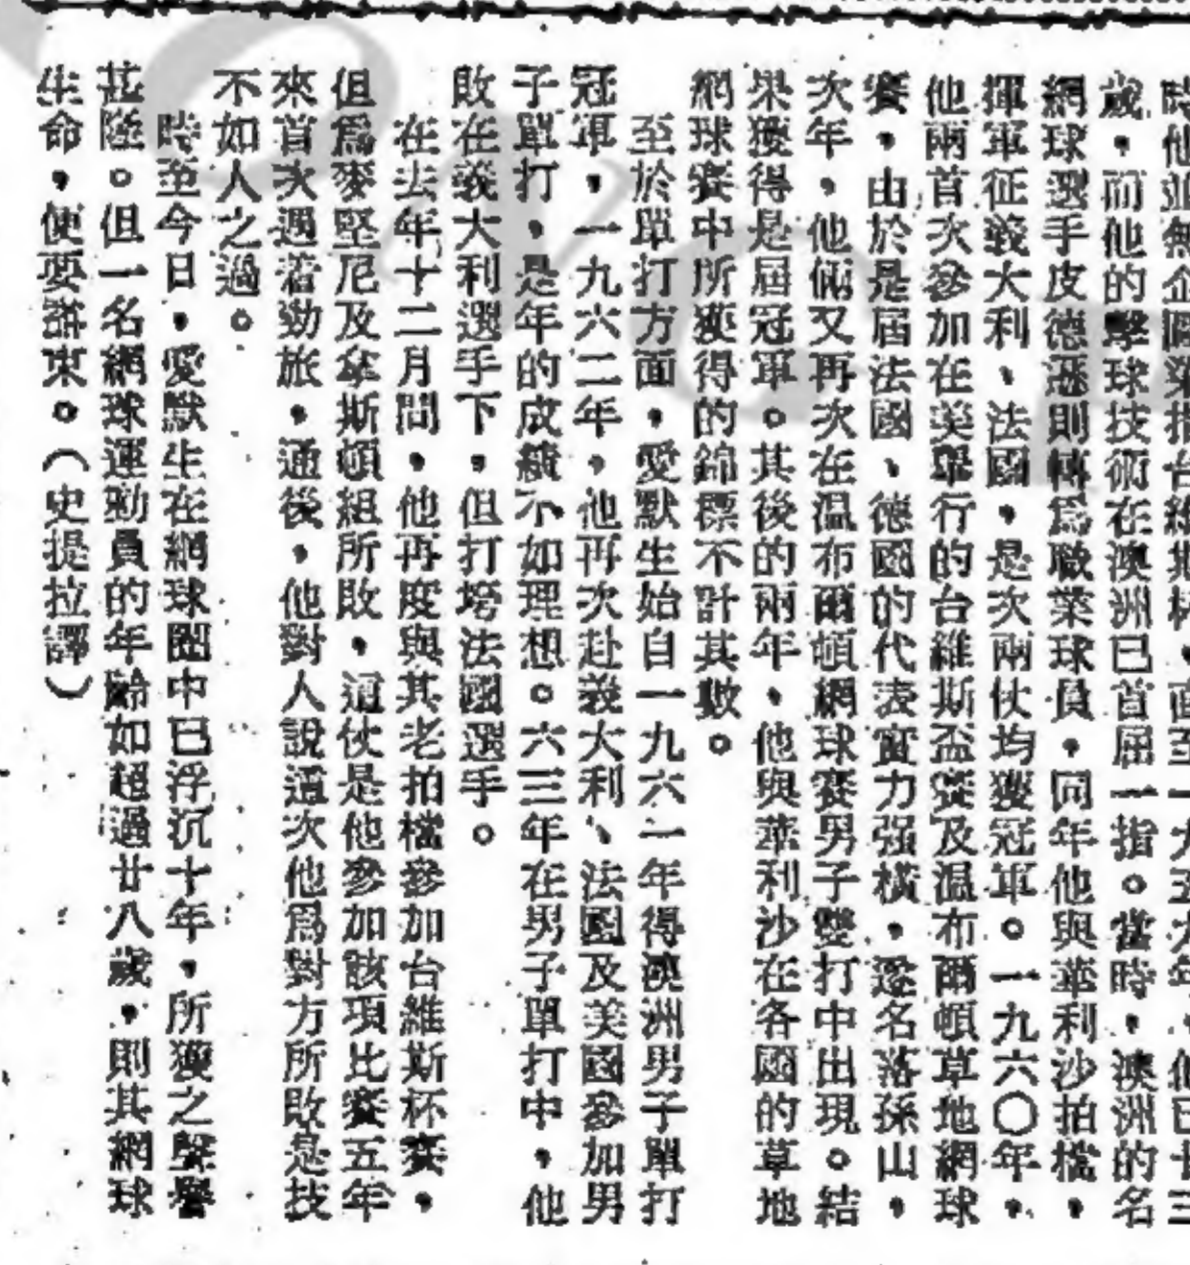 時他並無企圖染指台維斯杯，直至一九五九年，他已廿三
歲，而他的擊球技術在澳洲已首屈一指。當時，澳洲的名
網球選手皮德遜則轉爲職業球員，同年他與華利沙拍檔，
揮軍征義大利、法國，是次兩仗均獲冠軍。一九六〇年，
他兩首次參加在美舉行的台維斯盃賽及温布爾頓草地網球
賽，由於是屆法國、德國的代表實力强橫，遂名落孫山，
次年，他倆又再次在温布爾頓網球賽男子雙打中出現。結
果獲得是屆冠軍。其後的兩年，他與華利沙在各國的草地
網球賽中所獲得的錦標不計其數。
至於單打方面，愛默生始自一九六一年得澳洲男子單打
冠軍，一九六二年，他再次赴義大利、法國及美國參加男
子單打，是年的成績不如理想。六三年在男子單打中，他
敗在義大利選手下，但打垮法國選手。
在去年十二月間，他再度與其老拍檔參加台維斯杯賽，
但爲麥堅尼及拿斯頓組所敗，這仗是他參加該項比賽五年
來首次遇着勁旅，通後，他對人說這次他爲對方所敗是技
不如人之過。
時至今日，愛默生在網球圈中已浮沉十年，所獲之聲譽
甚隆。但一名網球運動員的年齡如超過廿八歲，則其網球
生命，便要結束。（史提拉譯）